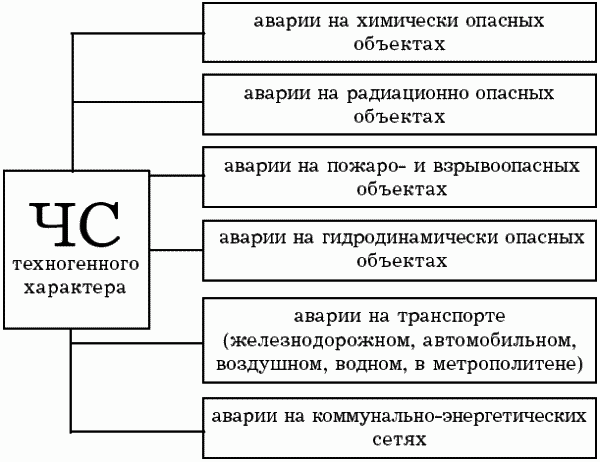 аварии на химически опасных
объектах
аварии на радиационно опасных
объектах
аварии на пожаро- и взрывоопасных
объектах
ЧС
техногенного
характера
аварии на гидродинамически опасных
объектах
аварии на транспорте
(железнодорожном, автомобильном,
воздушном, водном, в метрополитене)
аварии на коммунально-энергетических
сетях